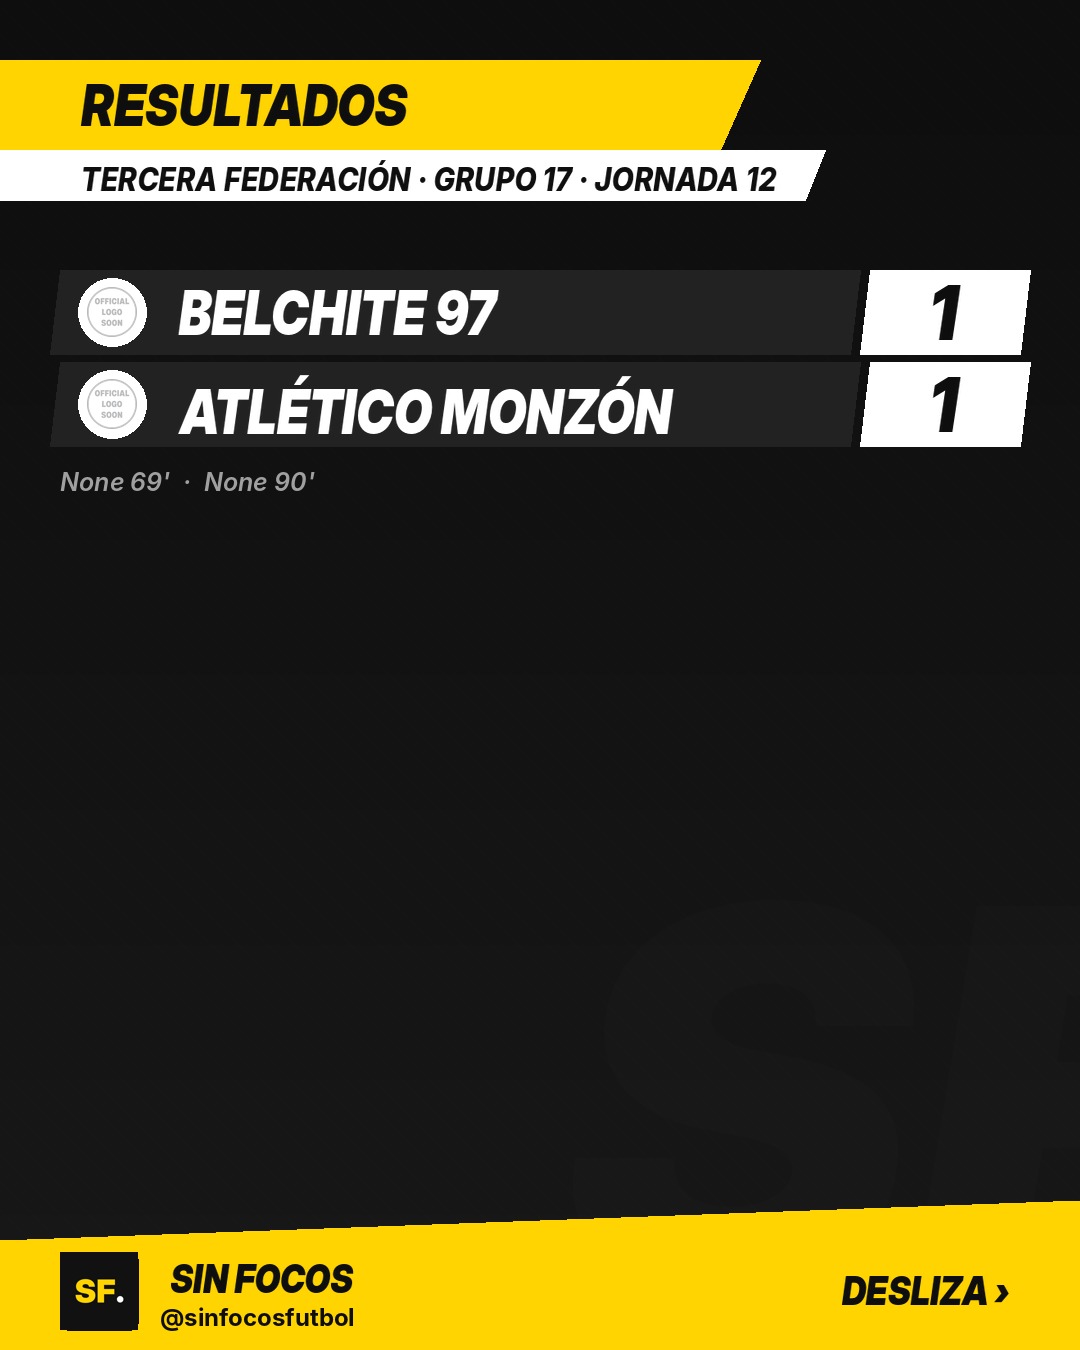 RESULTADOS
TERCERA FEDERACIÓN · GRUPO 17 · JORNADA 12
OFFICIAL
LOGO
SOON
BELCHITE 97
1
OFFICIAL
LOGO
SOON
ATLÉTICO MONZÓN
1
None 69' · None 90'
SF
SF.
SIN FOCOS
@sinfocosfutbol
DESLIZA ›